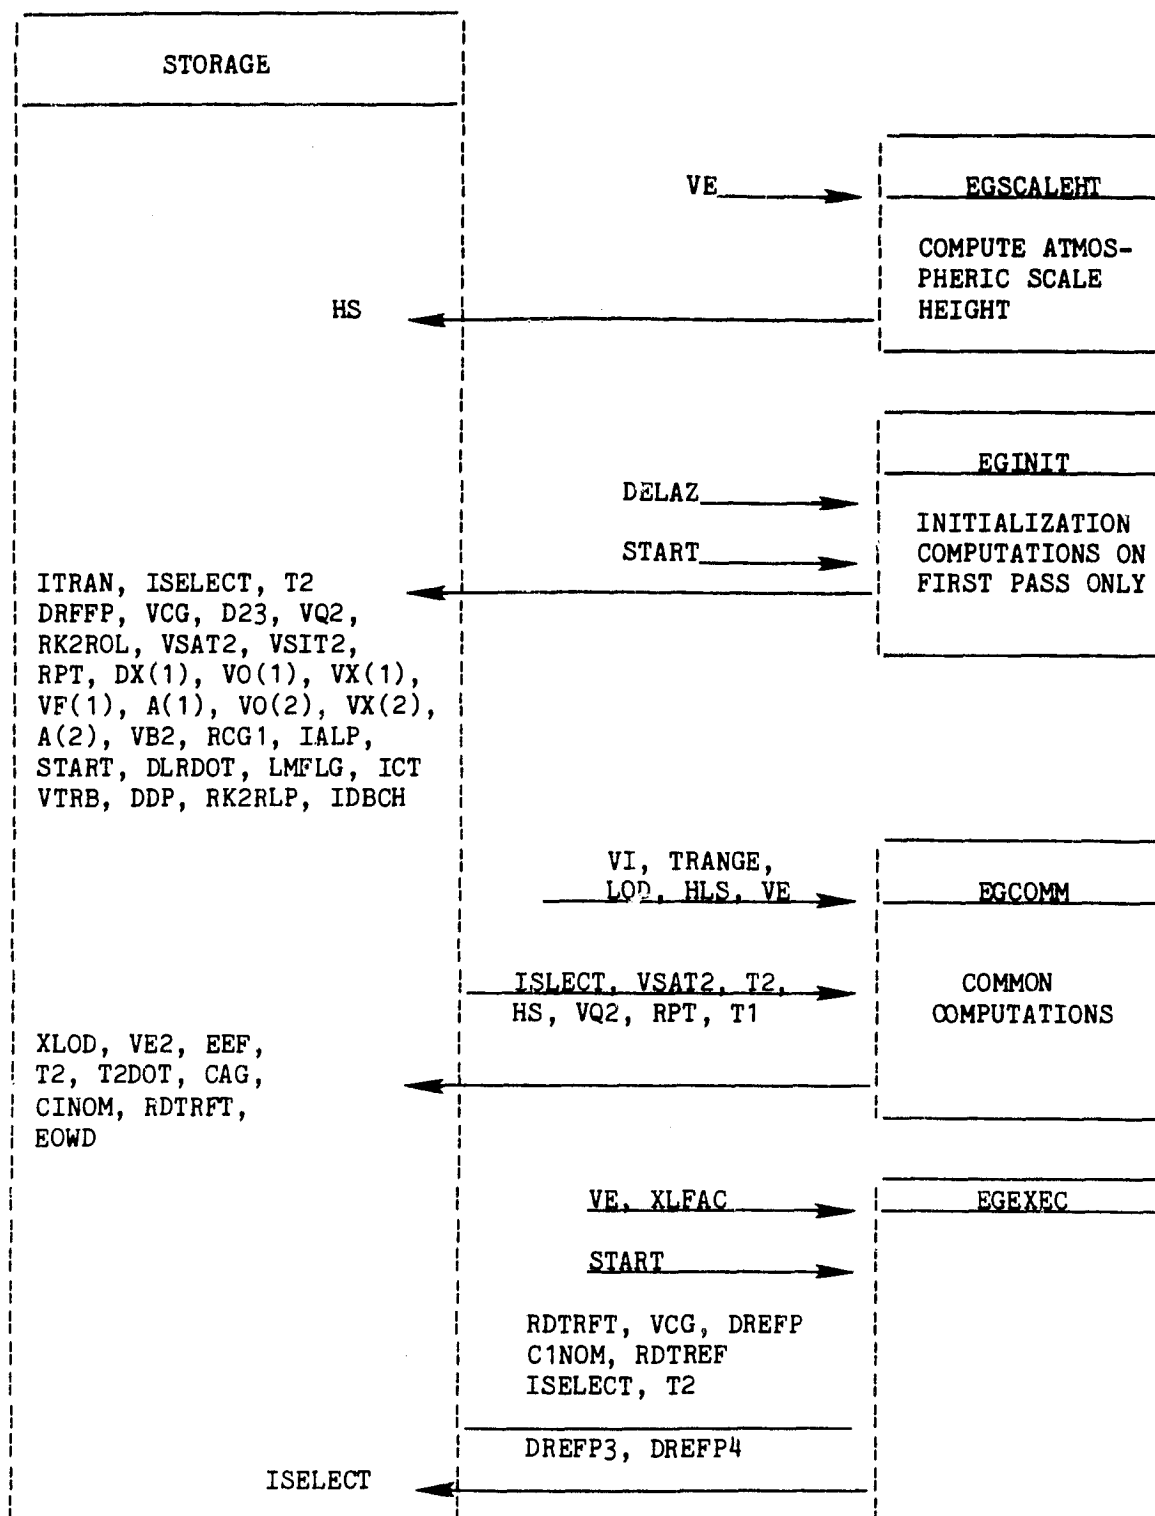 STORAGE
VE
EGSCALEHT
COMPUTE ATMOS-
PHERIC SCALE
HEIGHT
HS
EGINIT
DELAZ
START
INITIALIZATION
COMPUTATIONS ON
FIRST PASS ONLY
ITRAN, ISELECT, T2
DRFFP, VCG, D23, VQ2,
RK2ROL, VSAT2, VSIT2,
RPT, DX(1), VO(1), VX(1),
VF(1), A(1), VO(2), VX(2),
A(2), VB2, RCG1, IALP,
START, DLRDOT, LMFLG, ICT
VTRB, DDP, RK2RLP, IDBCH
VI, TRANGE,
LOD, HLS, VE
EGCOMM
ISLECT, VSAT2, T2,
HS, VQ2, RPT, T1
COMMON
COMPUTATIONS
XLOD, VE2, EEF,
T2, T2DOT, CAG,
CINOM, RDTRFT,
EOWD
VE, XLFAC
EGEXEC
START
RDTRFT, VCG, DREFP
C1NOM, RDTREF
ISELECT, T2
DREFP3, DREFP4
ISELECT